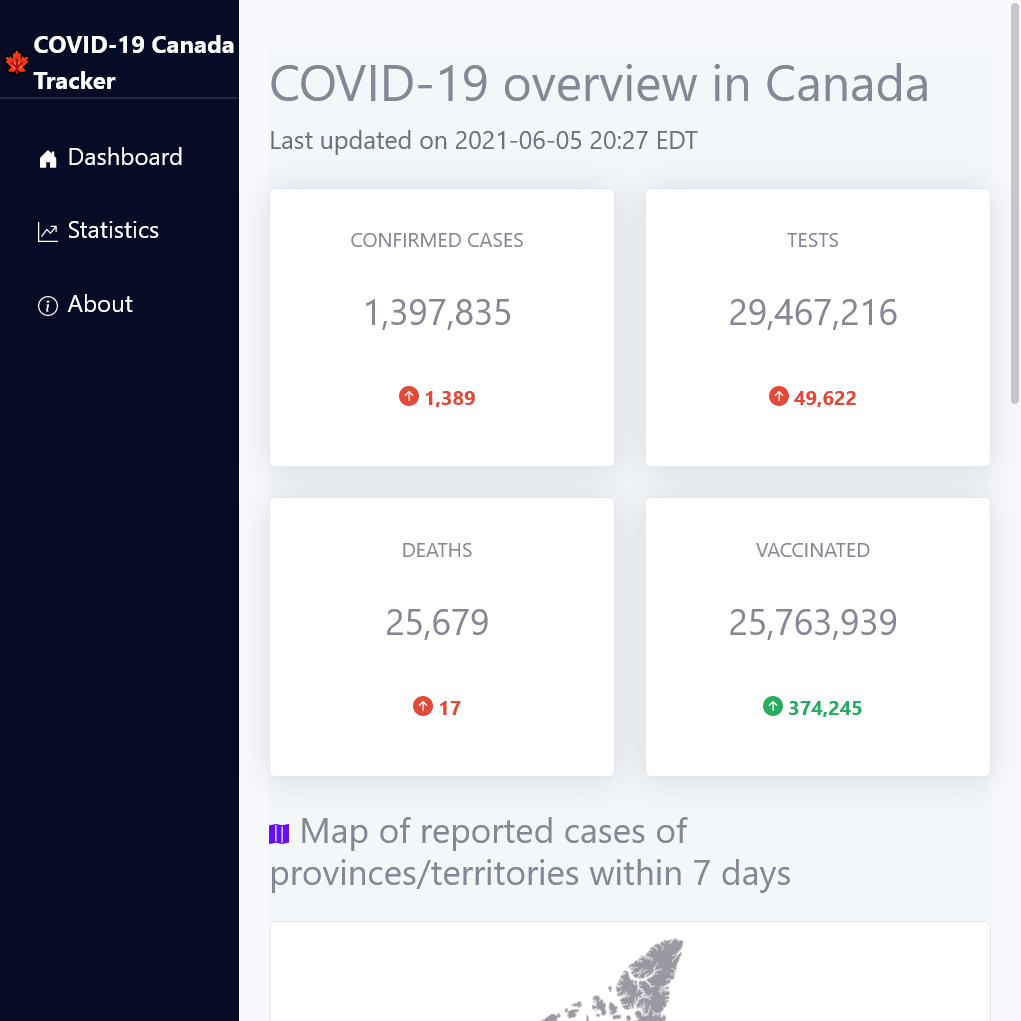 COVID-19 Canada
Tracker
Dashboard
Statistics
About
COVID-19 overview in Canada
Last updated on 2021-06-05 20:27 EDT
CONFIRMED CASES
1,397,835
1,389
TESTS
29,467,216
49,622
DEATHS
25,679
17
VACCINATED
25,763,939
374,245
Map of reported cases of
provinces/territories within 7 days